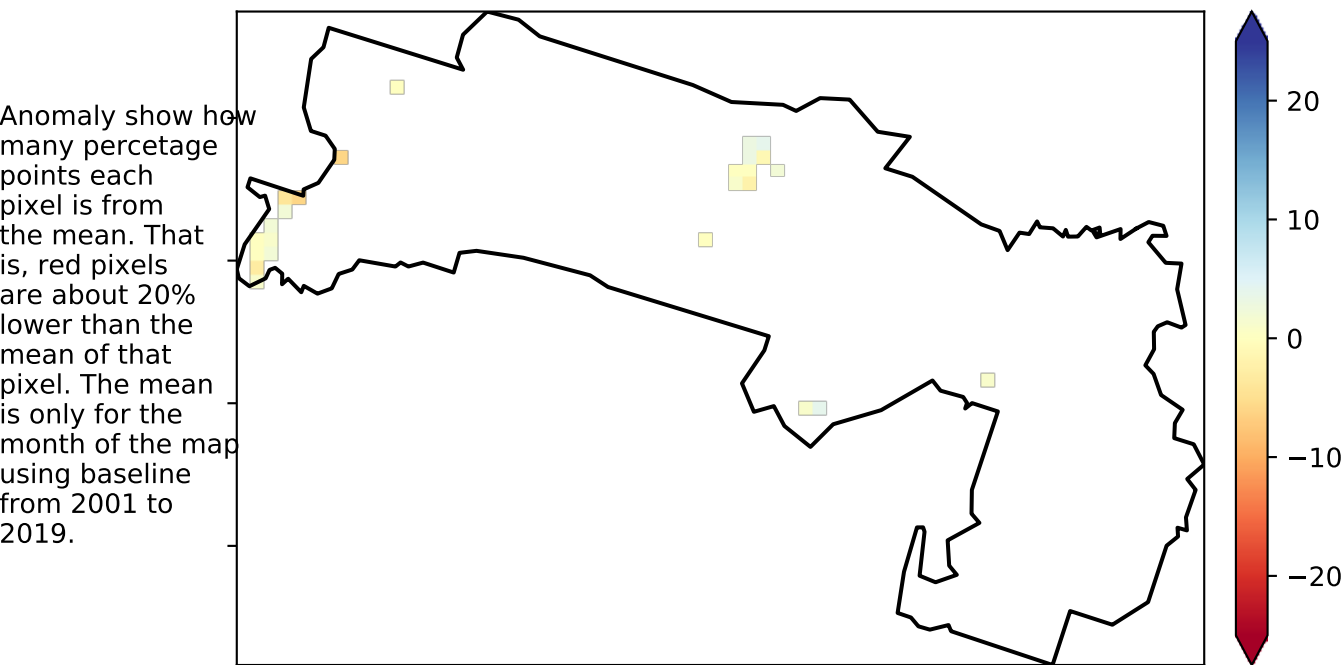 Anomaly show how
many percetage
points each
pixel is from
the mean. That
is, red pixels
are about 20%
lower than the
mean of that
pixel. The mean
is only for the
month of the map
using baseline
from 2001 to
2019.
20
10
0
−10
−20